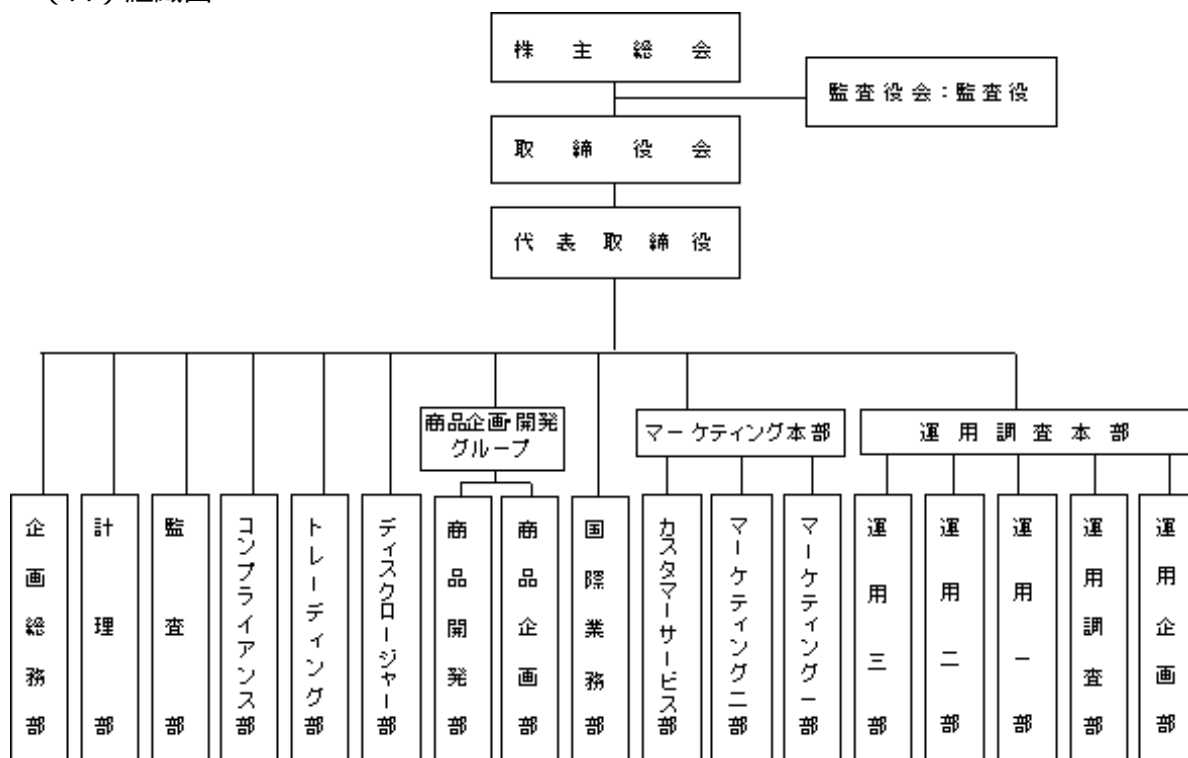 株主総会
監査役会：監査役
取締役会
代表取締役
商品企画・開発
グループ
マーケティング本部
運用調査本部
企画総務部
計理部
監査部
コンプライアンス部
トレーディング部
ディスクロージャー部
商品開発部
商品企画部
国際業務部
カスタマーサービス部
マーケティング二部
マーケティング一部
運用三部
運用二部
運用一部
運用調査部
運用企画部